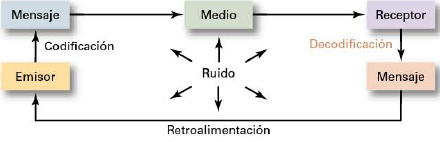 Mensaje Medio Receptor
Codificación Decodificación
Emisor Ruido Mensaje
Retroalimentación